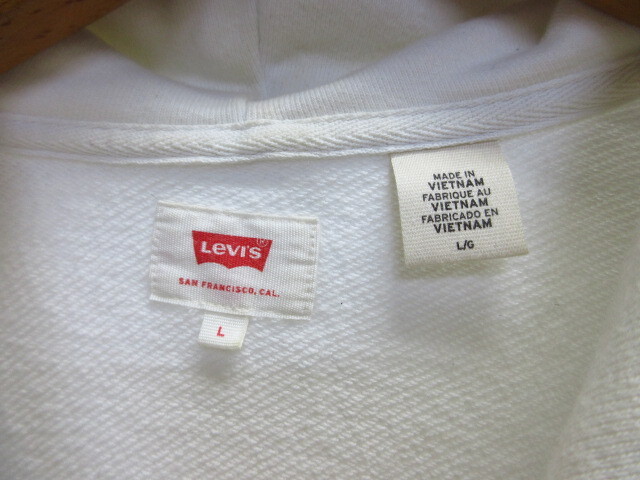 LEVI'S®
SAN FRANCISCO, CAL.
L
MADE IN
VIETNAM
FABRIQUE AU
VIETNAM
FABRICADO EN
VIETNAM
L/G